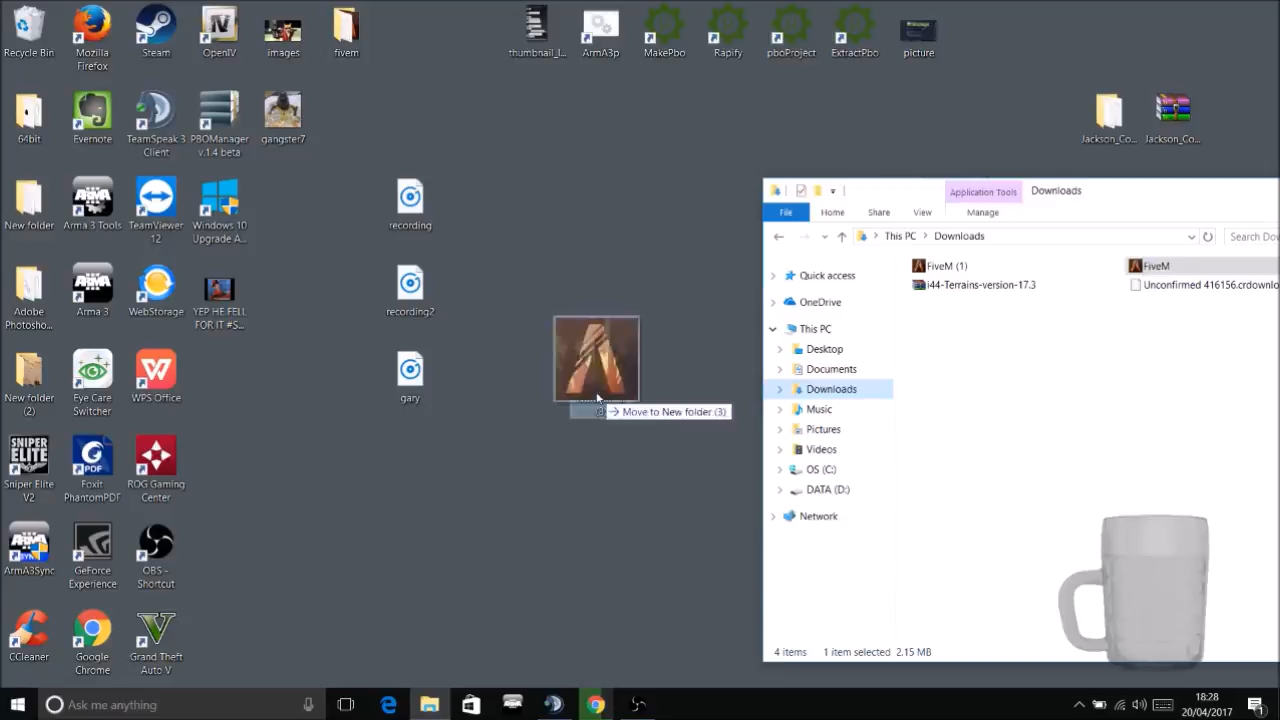 Recycle Bin
Mozilla
Firefox
Steam
OpenIV
images
fivem
thumbnail_I...
ArmA3p
MakePbo
Rapify
pboProject
ExtractPbo
picture
64bit
Evernote
TeamSpeak 3
Client
PBOManager
v.1.4 beta
gangster7
Jackson_Co...
Jackson_Co...
New folder
Arma 3 Tools
TeamViewer
12
Windows 10
Upgrade A...
recording
Adobe
Photosho...
Arma 3
WebStorage
YEP HE FELL
FOR IT #S...
recording2
New folder
(2)
Eye Care
Switcher
WPS Office
gary
Move to New folder (3)
SNIPER
ELITE
Sniper Elite
V2
PDF
Foxit
PhantomPDF
ROG Gaming
Center
ArmA3Sync
GeForce
Experience
OBS -
Shortcut
CCleaner
Google
Chrome
Grand Theft
Auto V
Application Tools
Downloads
File
Home
Share
View
Manage
This PC
Downloads
Search Dow
Quick access
OneDrive
This PC
Desktop
Documents
Downloads
Music
Pictures
Videos
OS (C:)
DATA (D:)
Network
FiveM (1)
FiveM
i44-Terrains-version-17.3
Unconfirmed 416156.crdownlo
4 items
1 item selected 2.15 MB
Ask me anything
18:28
20/04/2017